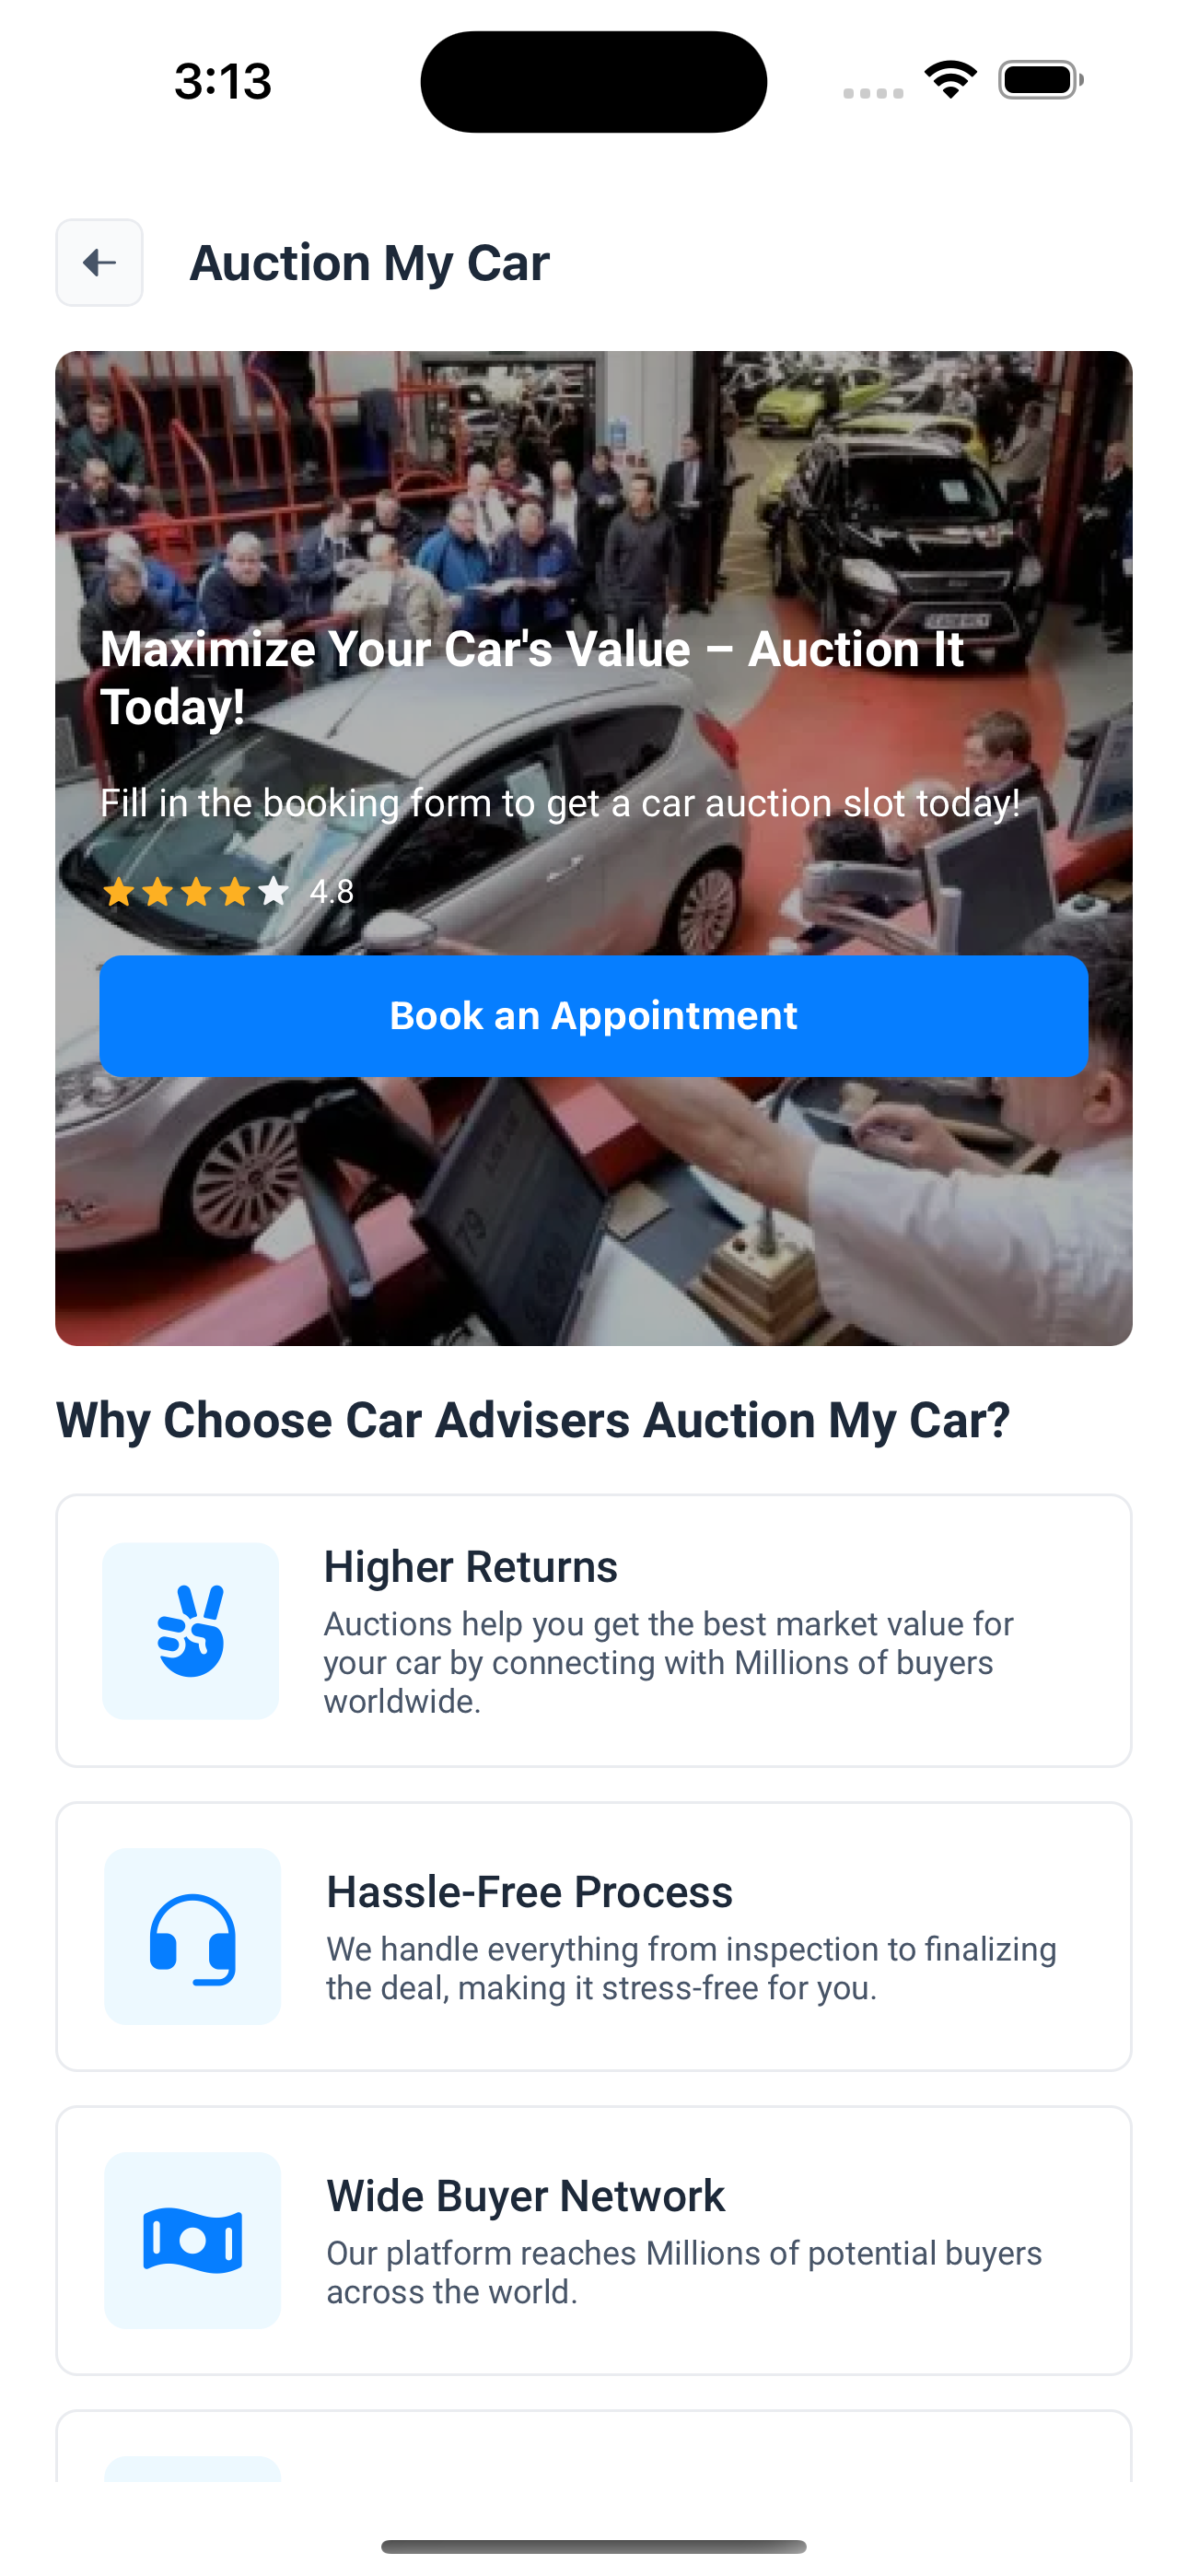 3:13
Auction My Car
Maximize Your Car's Value – Auction It
Today!
Fill in the booking form to get a car auction slot today!
4.8
Book an Appointment
79
Why Choose Car Advisers Auction My Car?
Higher Returns
Auctions help you get the best market value for
your car by connecting with Millions of buyers
worldwide.
Hassle-Free Process
We handle everything from inspection to finalizing
the deal, making it stress-free for you.
Wide Buyer Network
Our platform reaches Millions of potential buyers
across the world.